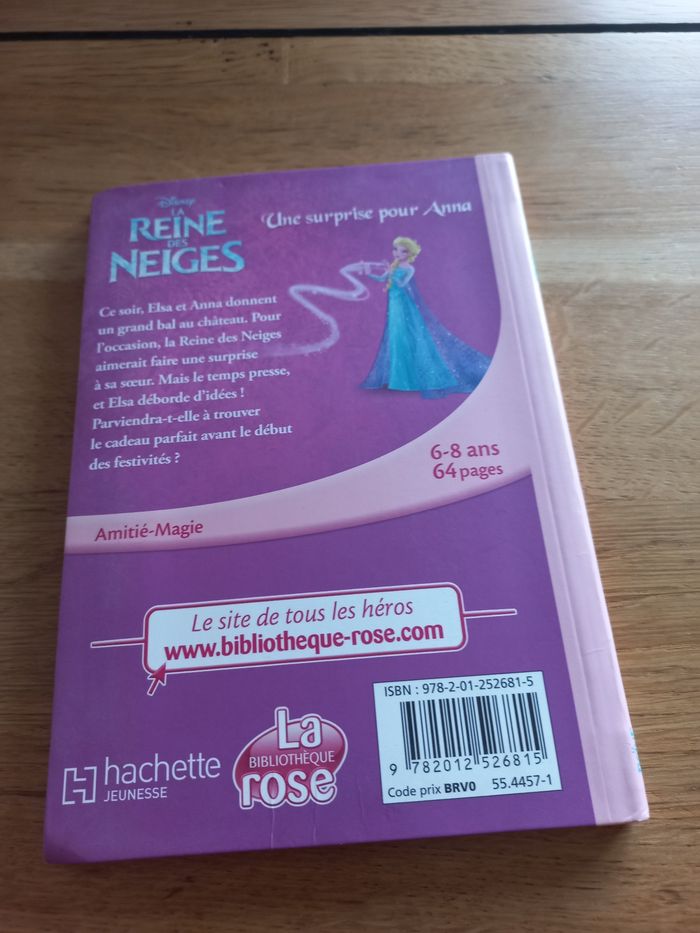 Disney
LA
REINE
DES
NEIGES
Une surprise pour Anna
Ce soir, Elsa et Anna donnent
un grand bal au château. Pour
l'occasion, la Reine des Neiges
aimerait faire une surprise
à sa sœur. Mais le temps presse,
et Elsa déborde d'idées !
Parviendra-t-elle à trouver
le cadeau parfait avant le début
des festivités ?
6-8 ans
64 pages
Amitié-Magie
Le site de tous les héros
www.bibliotheque-rose.com
hachette
JEUNESSE
La
BIBLIOTHÈQUE
rose
ISBN : 978-2-01-252681-5
9 782012 526815
Code prix BRV0 55.4457-1